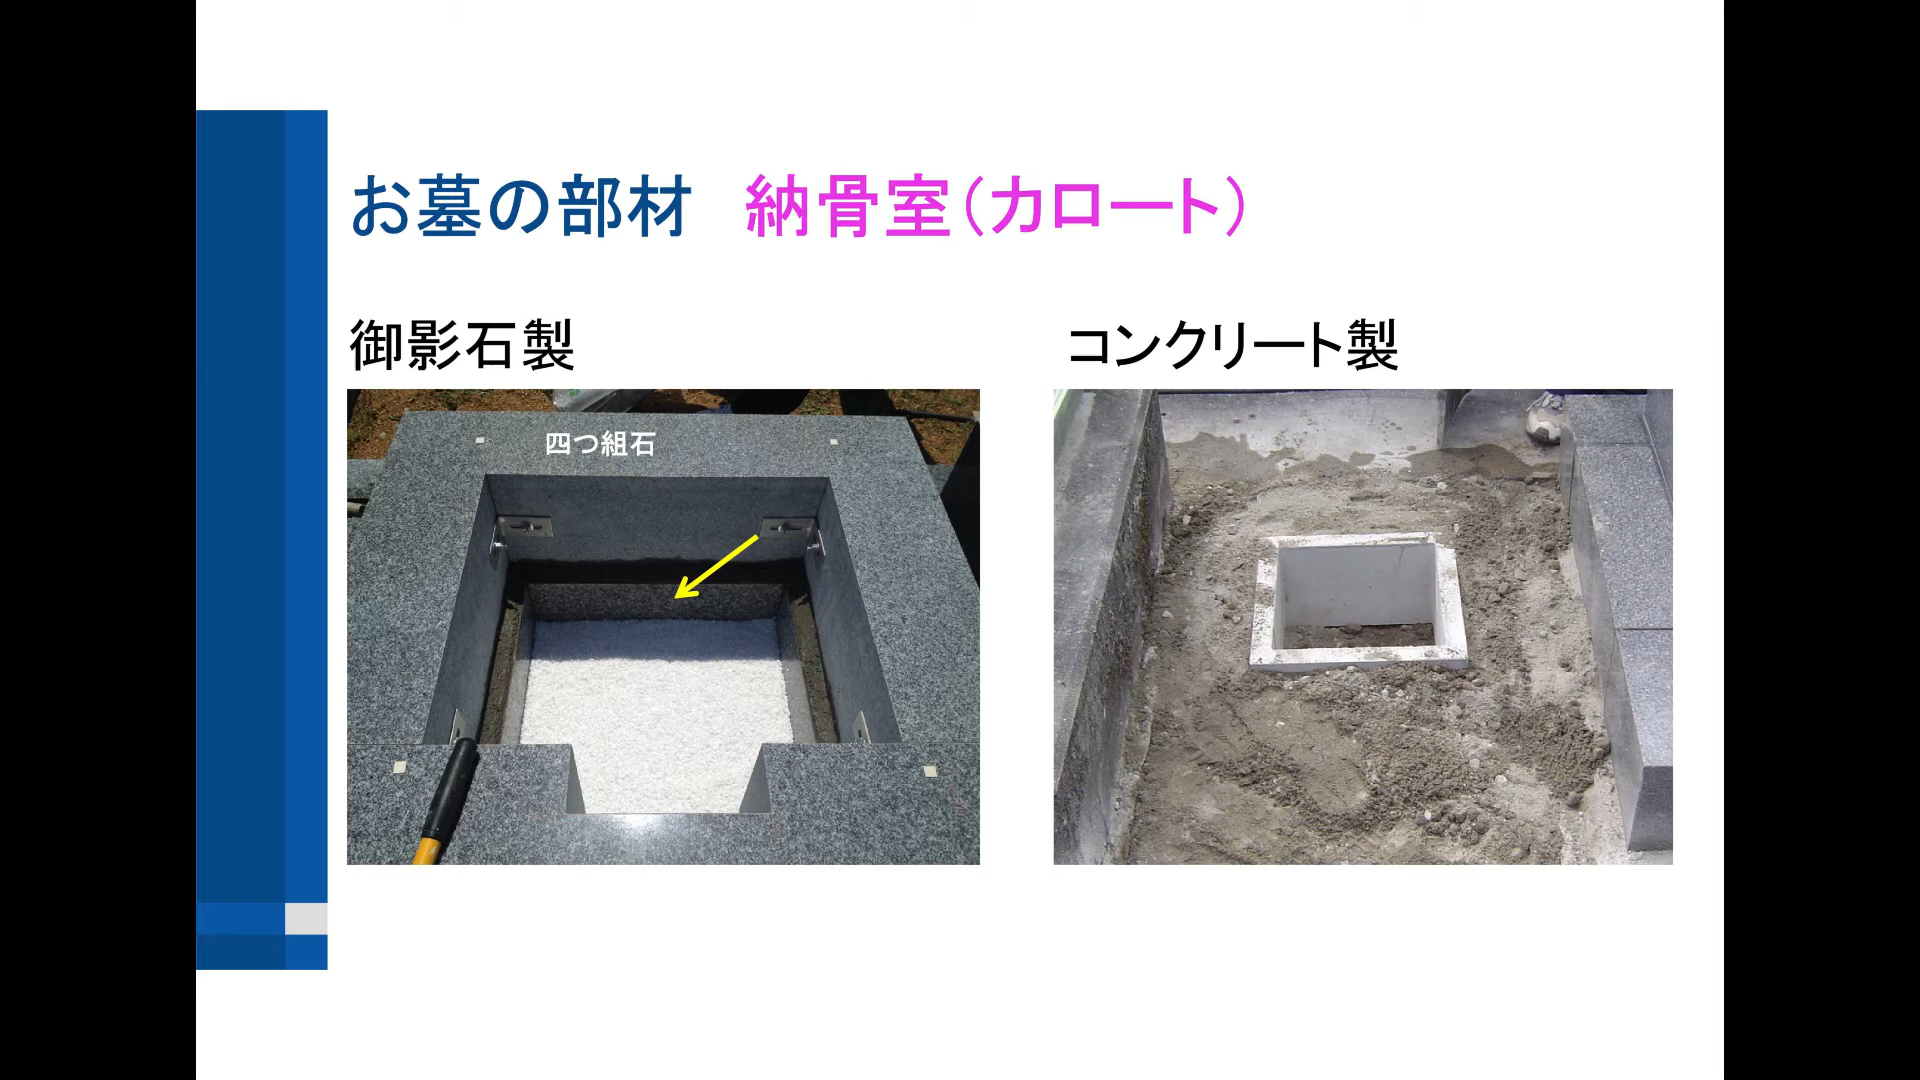 お墓の部材　納骨室（カロート）
御影石製
コンクリート製
四つ組石